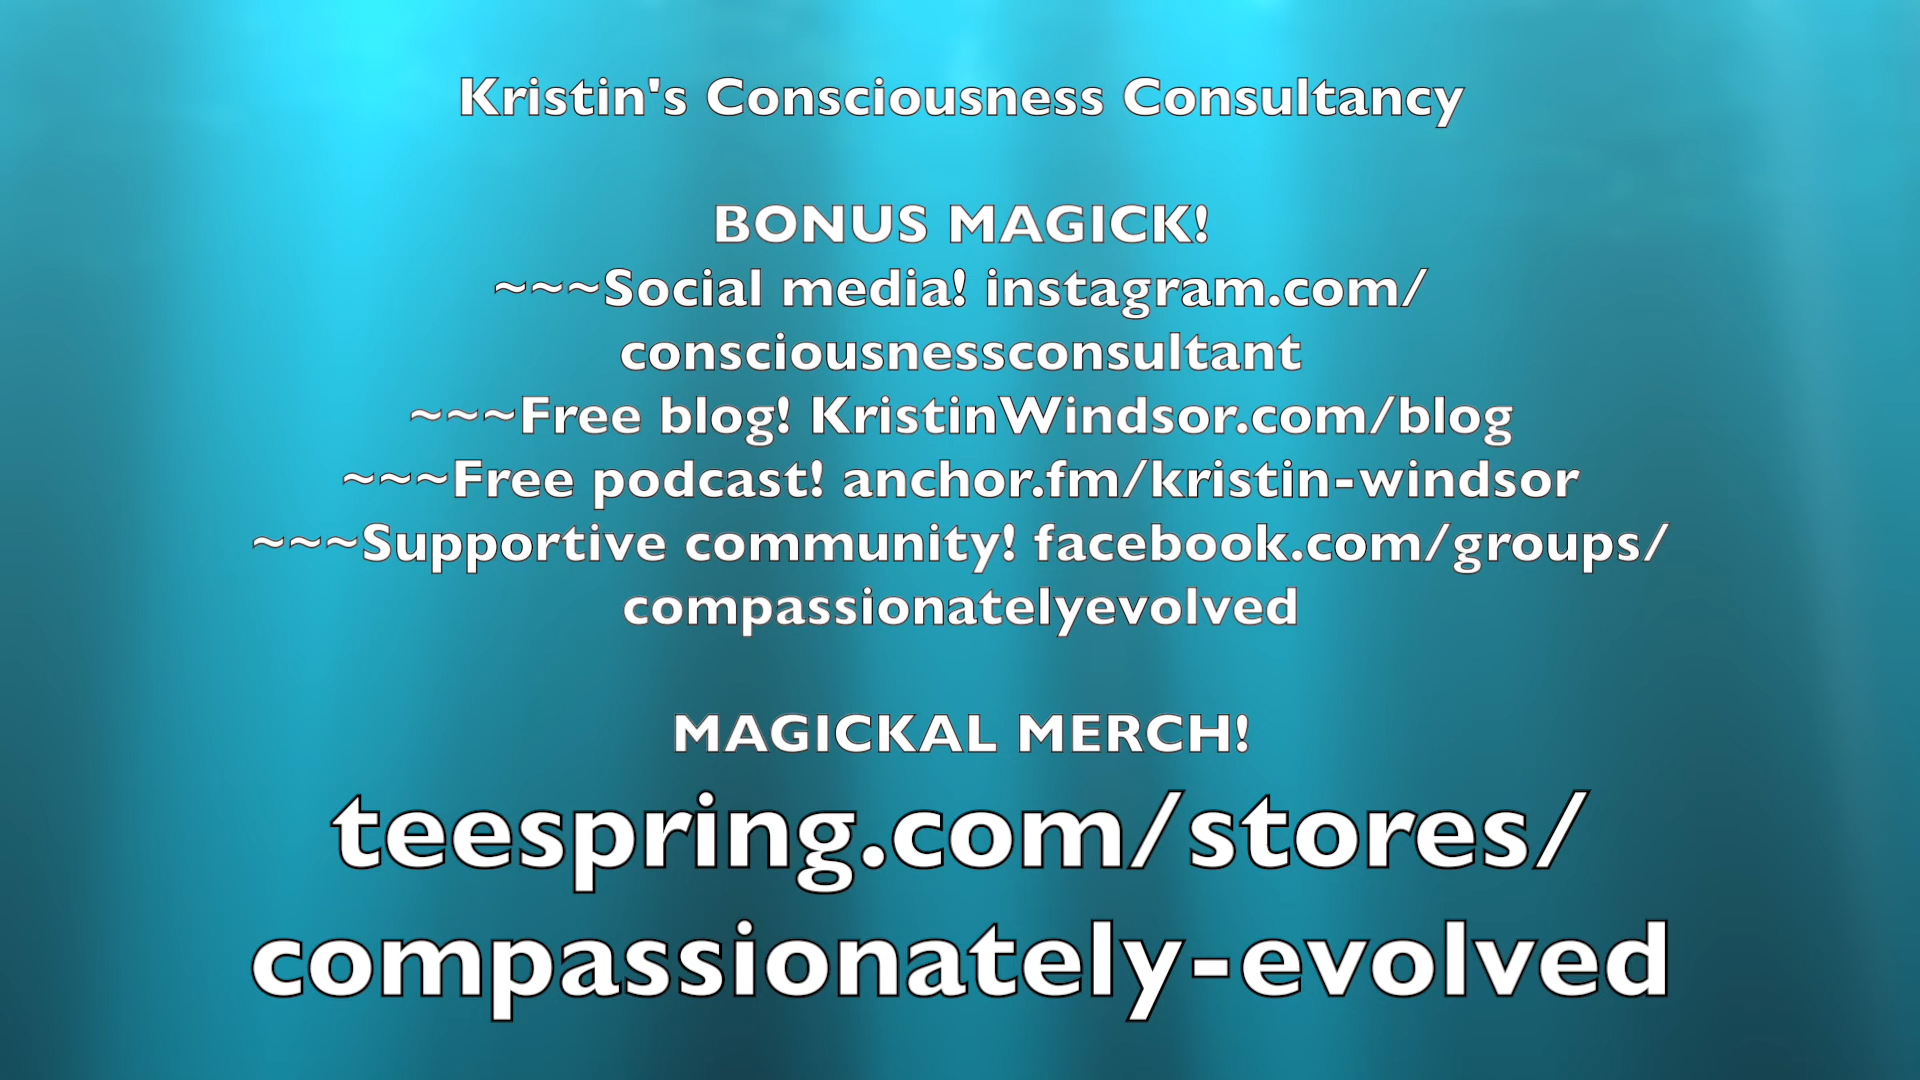 Kristin's Consciousness Consultancy
BONUS MAGICK!
~~~Social media! instagram.com/
consciousnessconsultant
~~~Free blog! KristinWindsor.com/blog
~~~Free podcast! anchor.fm/kristin-windsor
~~~Supportive community! facebook.com/groups/
compassionatelyevolved
MAGICKAL MERCH!
teespring.com/stores/
compassionately-evolved